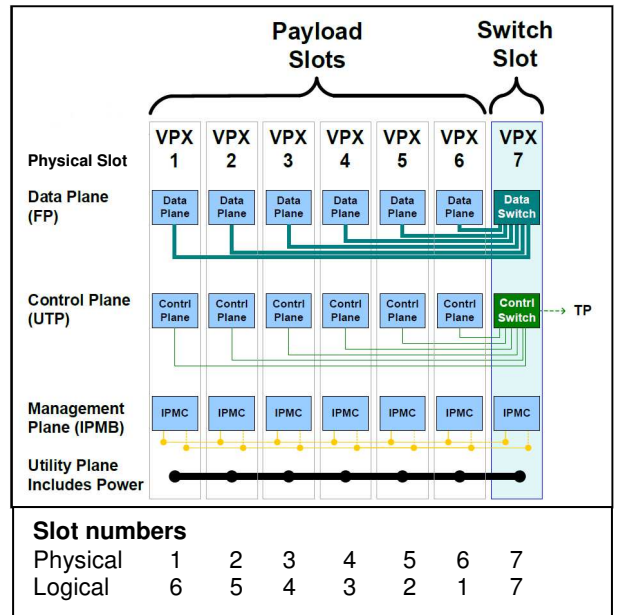 Payload Slots
Switch Slot
Physical Slot
VPX 1
VPX 2
VPX 3
VPX 4
VPX 5
VPX 6
VPX 7
Data Plane (FP)
Data Plane
Data Plane
Data Plane
Data Plane
Data Plane
Data Plane
Data Switch
Control Plane (UTP)
Contrl Plane
Contrl Plane
Contrl Plane
Contrl Plane
Contrl Plane
Contrl Plane
Contrl Switch
TP
Management Plane (IPMB)
IPMC
IPMC
IPMC
IPMC
IPMC
IPMC
IPMC
Utility Plane Includes Power
Slot numbers
Physical 1 2 3 4 5 6 7
Logical 6 5 4 3 2 1 7